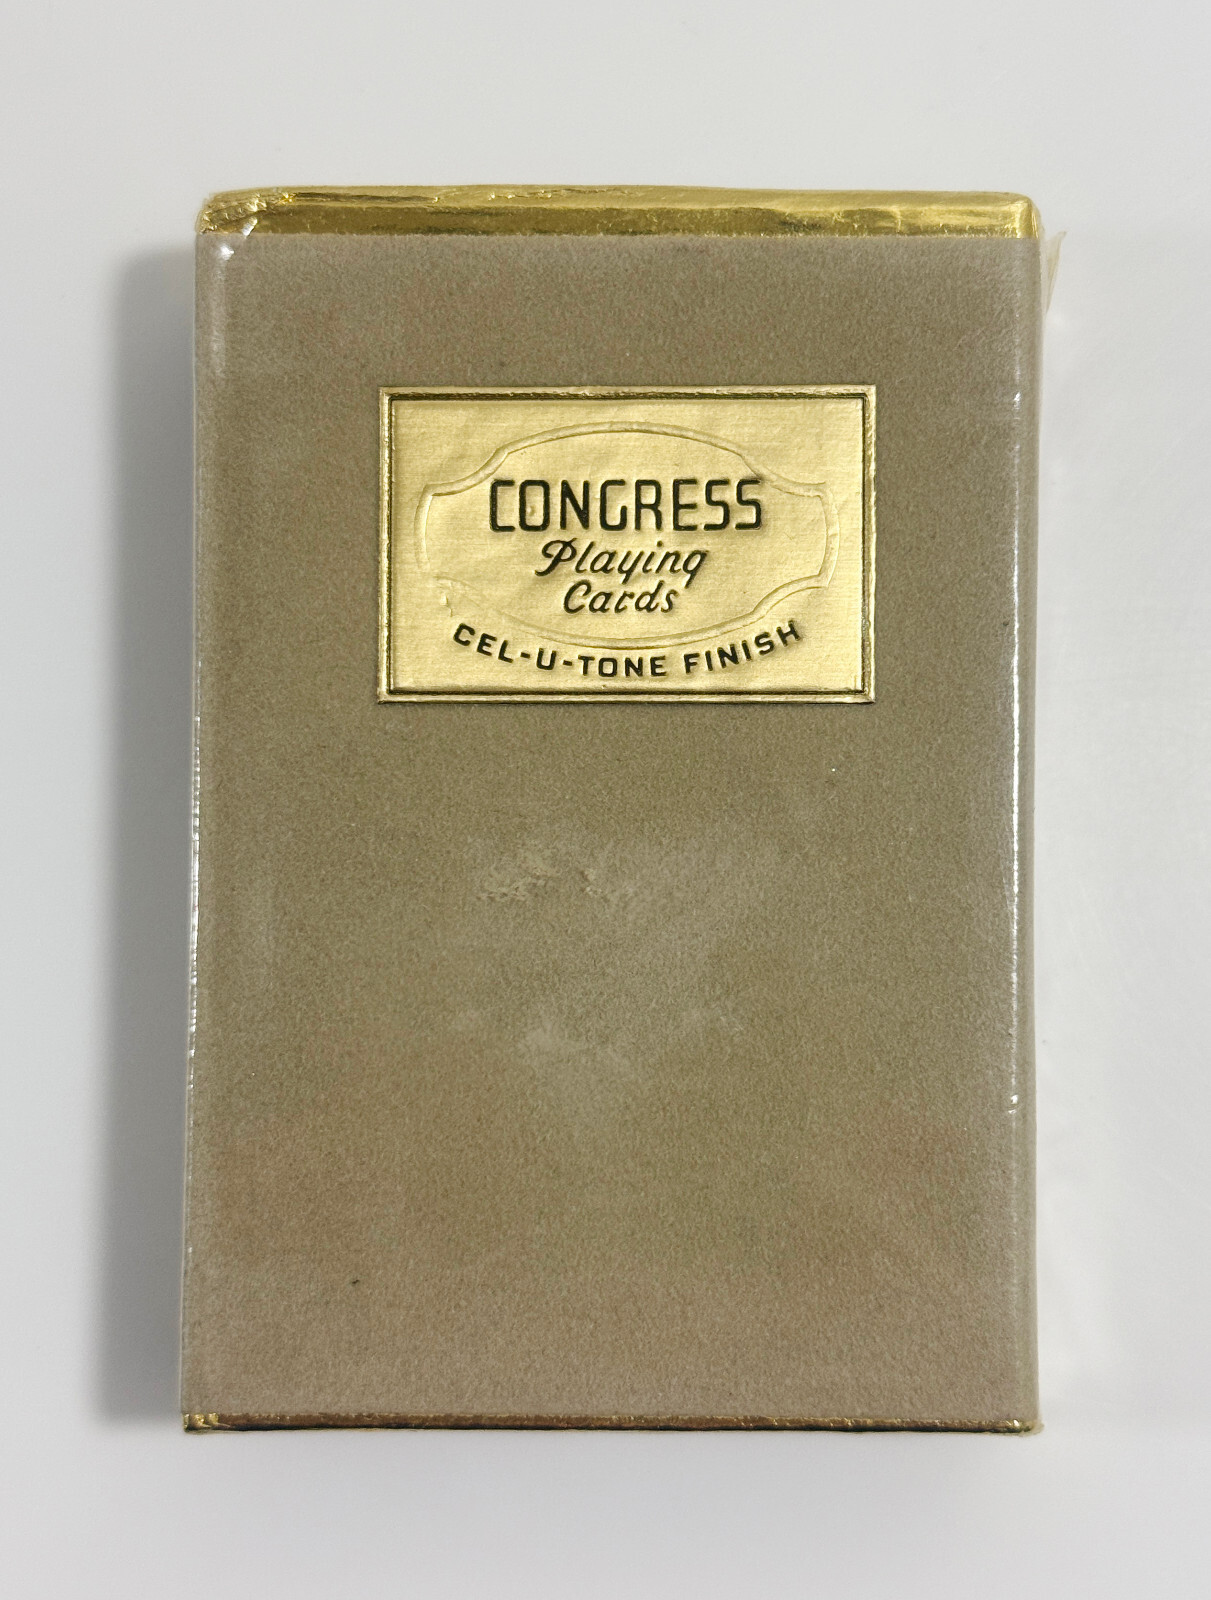 CONGRESS
Playing
Cards
CEL-U-TONE FINISH